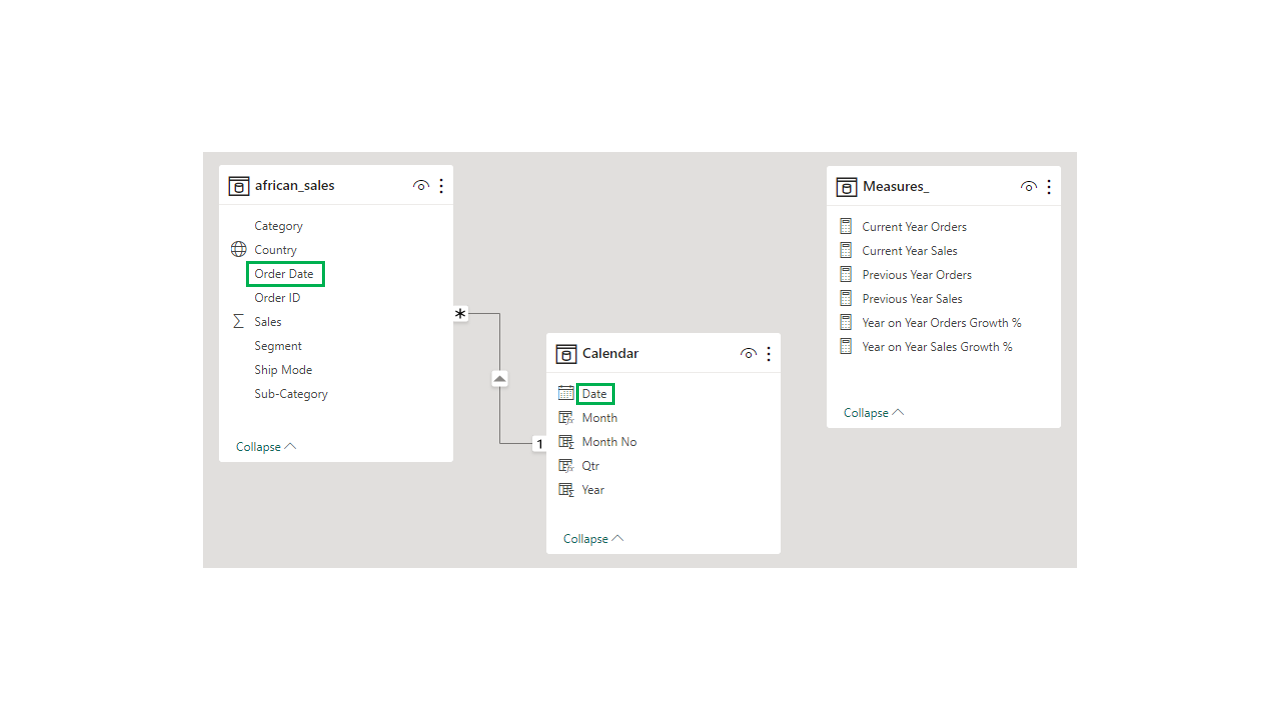 african_sales
Category
Country
Order Date
Order ID
Sales
Segment
Ship Mode
Sub-Category
Collapse
*
1
Calendar
Date
Month
Month No
Qtr
Year
Collapse
Measures_
Current Year Orders
Current Year Sales
Previous Year Orders
Previous Year Sales
Year on Year Orders Growth %
Year on Year Sales Growth %
Collapse